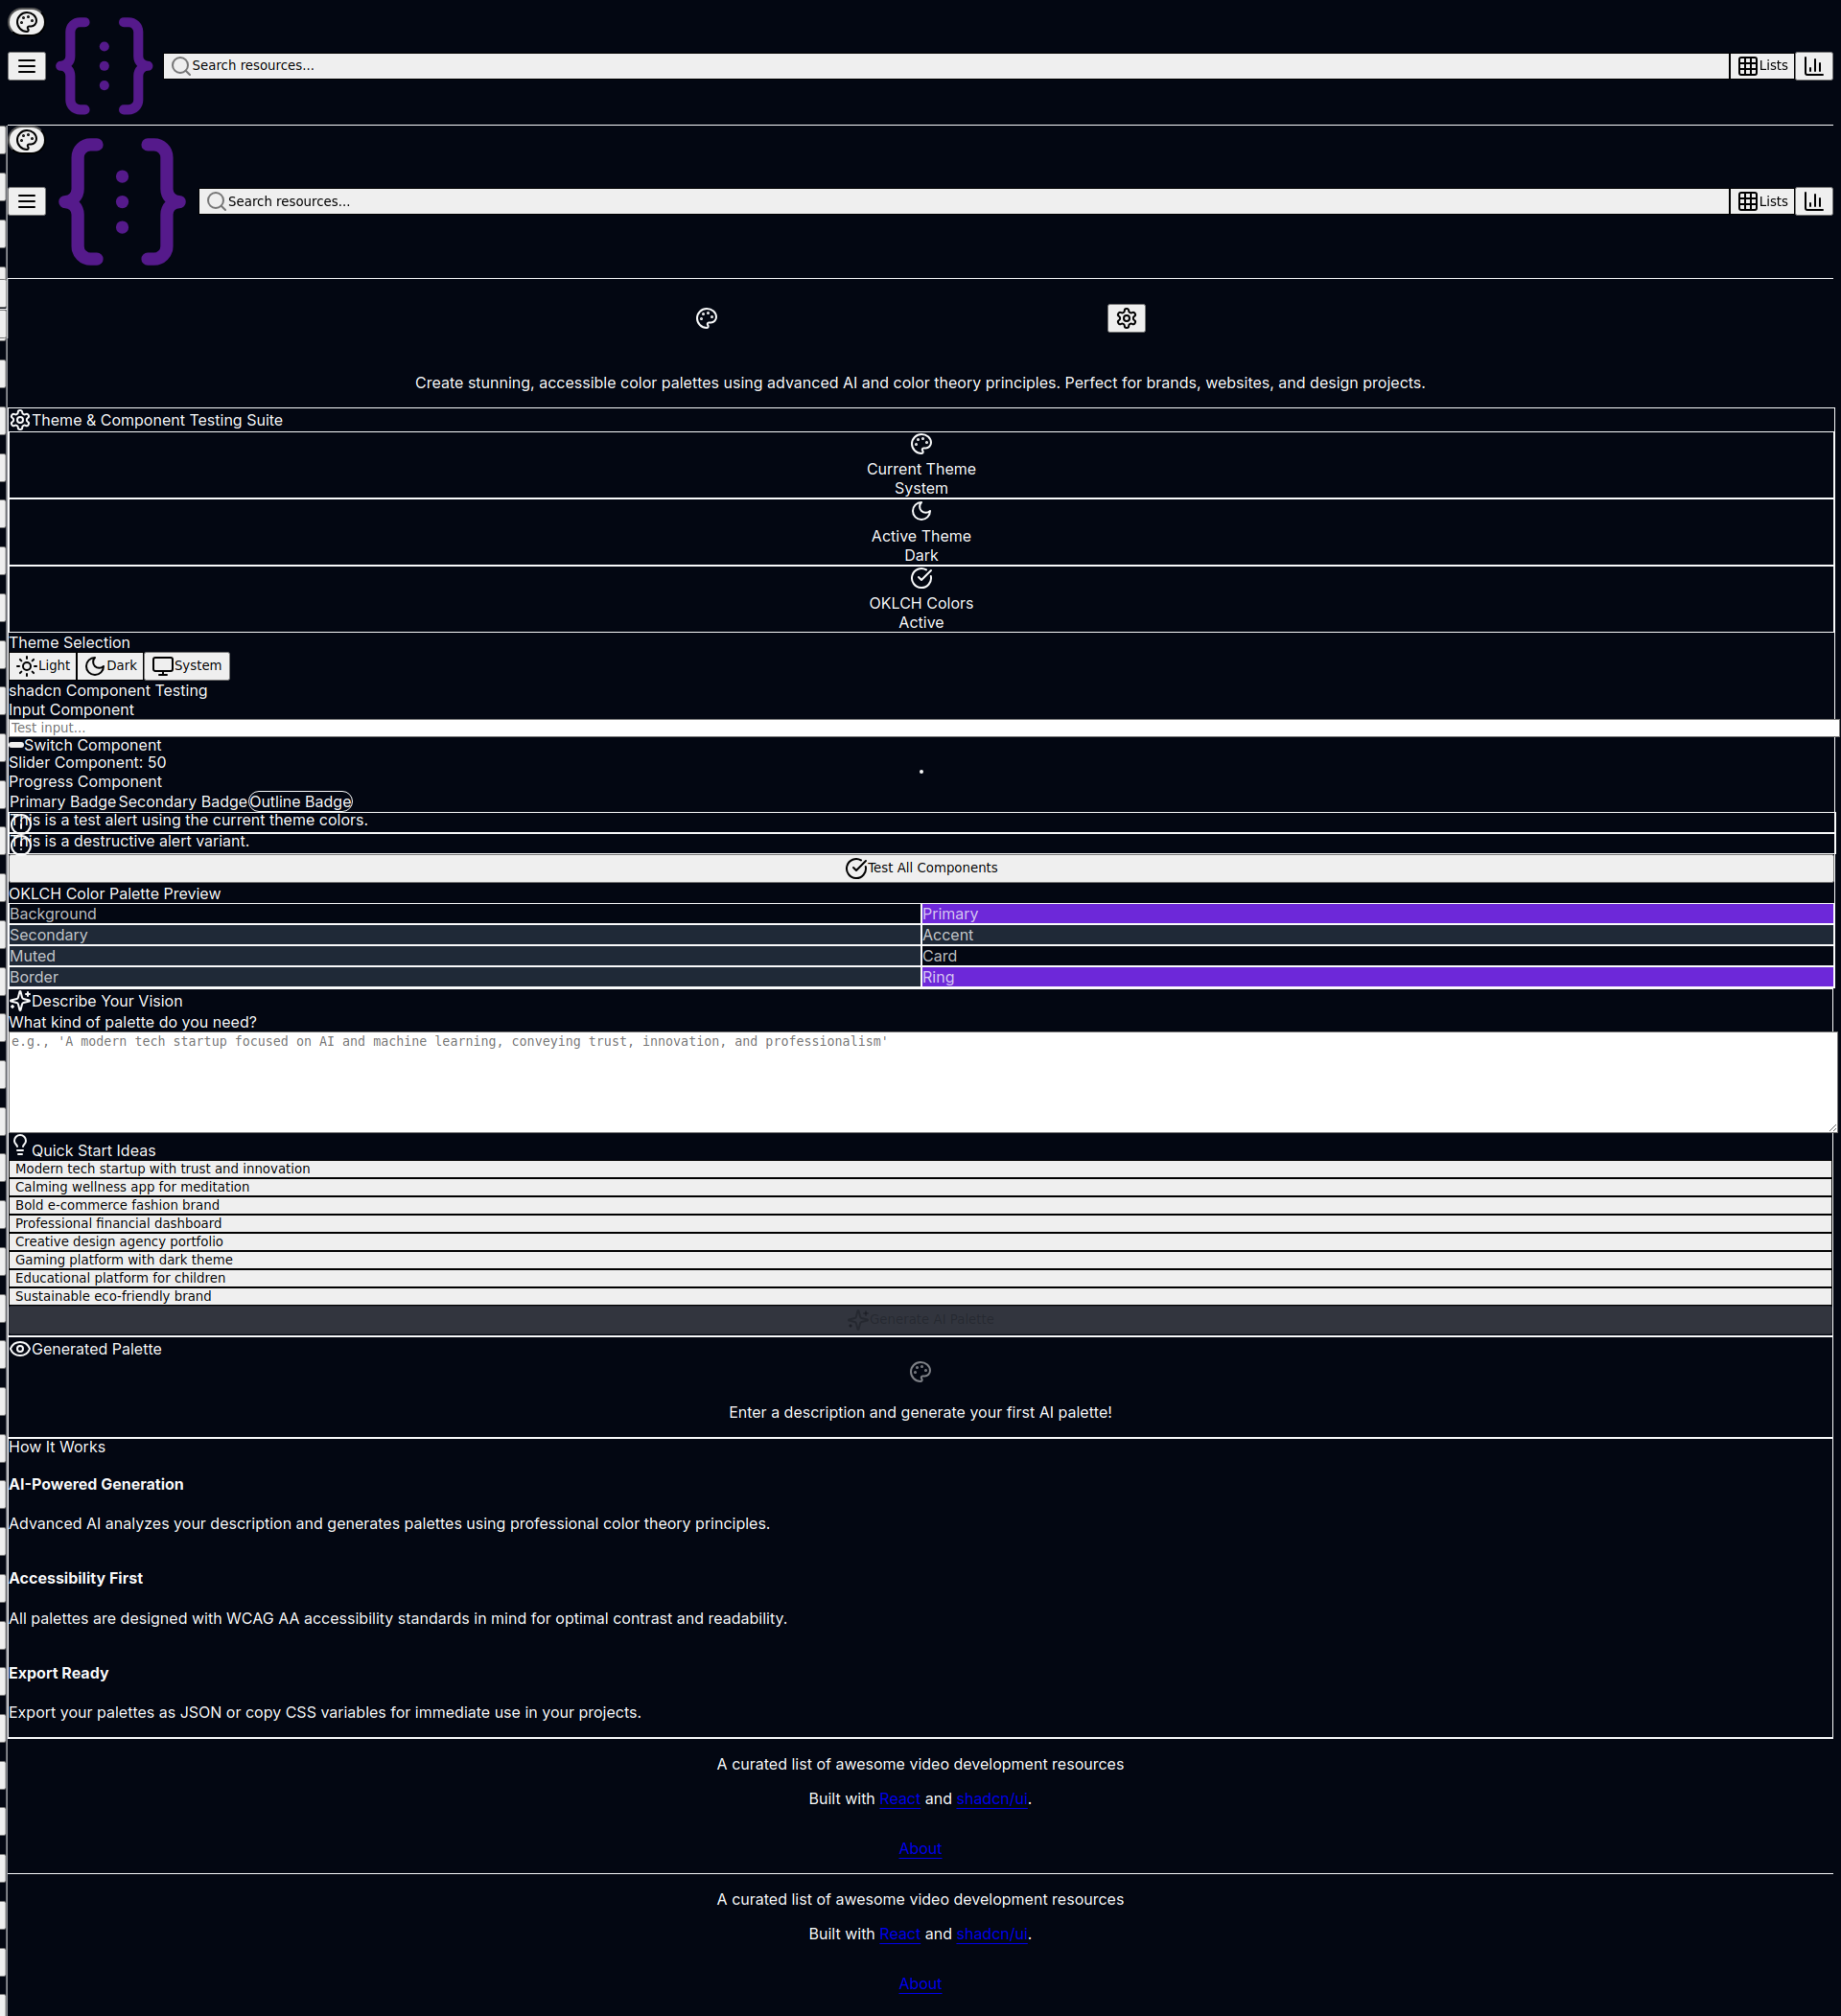 Search resources...
Lists
Search resources...
Lists
Create stunning, accessible color palettes using advanced AI and color theory principles. Perfect for brands, websites, and design projects.
Theme & Component Testing Suite
Current Theme
System
Active Theme
Dark
OKLCH Colors
Active
Theme Selection
Light Dark System
shadcn Component Testing
Input Component
Test input...
Switch Component
Slider Component: 50
Progress Component
Primary Badge Secondary Badge Outline Badge
This is a test alert using the current theme colors.
This is a destructive alert variant.
Test All Components
OKLCH Color Palette Preview
Background Primary
Secondary Accent
Muted Card
Border Ring
Describe Your Vision
What kind of palette do you need?
e.g., 'A modern tech startup focused on AI and machine learning, conveying trust, innovation, and professionalism'
Quick Start Ideas
Modern tech startup with trust and innovation
Calming wellness app for meditation
Bold e-commerce fashion brand
Professional financial dashboard
Creative design agency portfolio
Gaming platform with dark theme
Educational platform for children
Sustainable eco-friendly brand
Generate AI Palette
Generated Palette
Enter a description and generate your first AI palette!
How It Works
AI-Powered Generation
Advanced AI analyzes your description and generates palettes using professional color theory principles.
Accessibility First
All palettes are designed with WCAG AA accessibility standards in mind for optimal contrast and readability.
Export Ready
Export your palettes as JSON or copy CSS variables for immediate use in your projects.
A curated list of awesome video development resources
Built with React and shadcn/ui.
About
A curated list of awesome video development resources
Built with React and shadcn/ui.
About